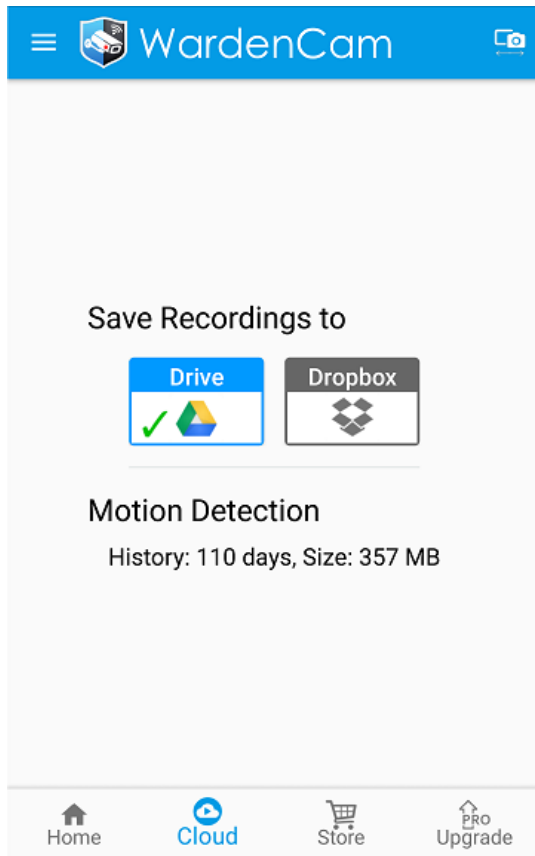 WardenCam
Save Recordings to
Drive Dropbox
Motion Detection
History: 110 days, Size: 357 MB
PRO
Home Cloud Store Upgrade